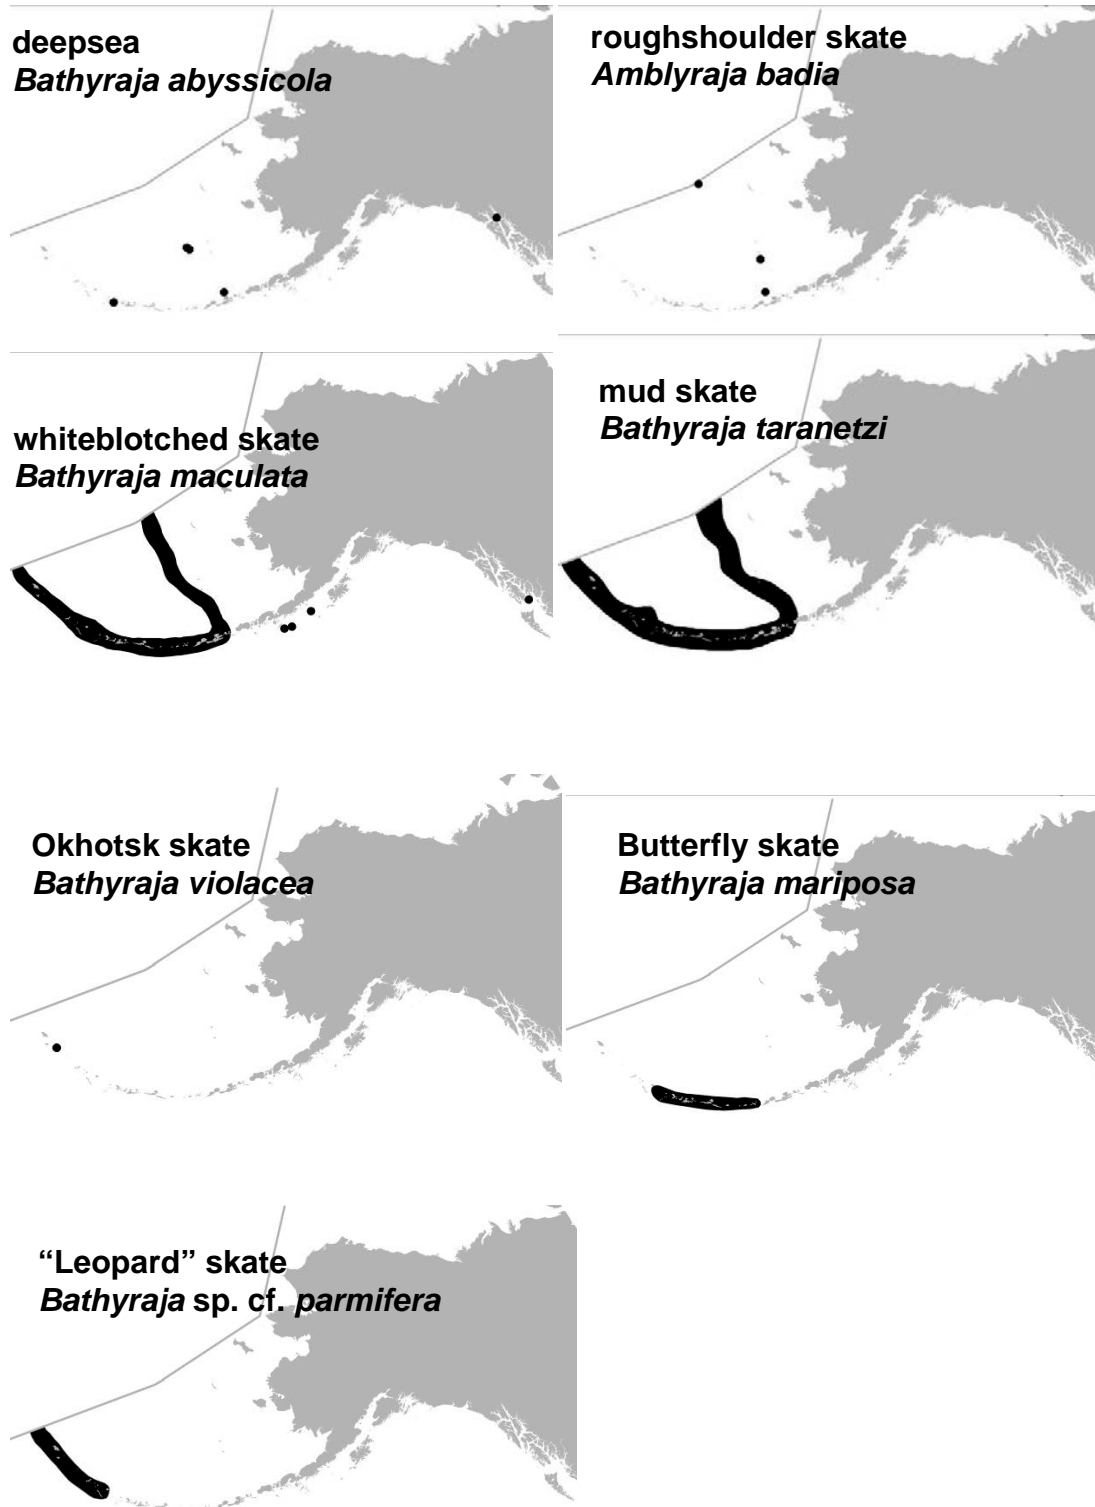 deepsea
Bathyraja abyssicola
roughshoulder skate
Amblyraja badia
whiteblotched skate
Bathyraja maculata
mud skate
Bathyraja taranetzi
Okhotsk skate
Bathyraja violacea
Butterfly skate
Bathyraja mariposa
“Leopard” skate
Bathyraja sp. cf. parmifera